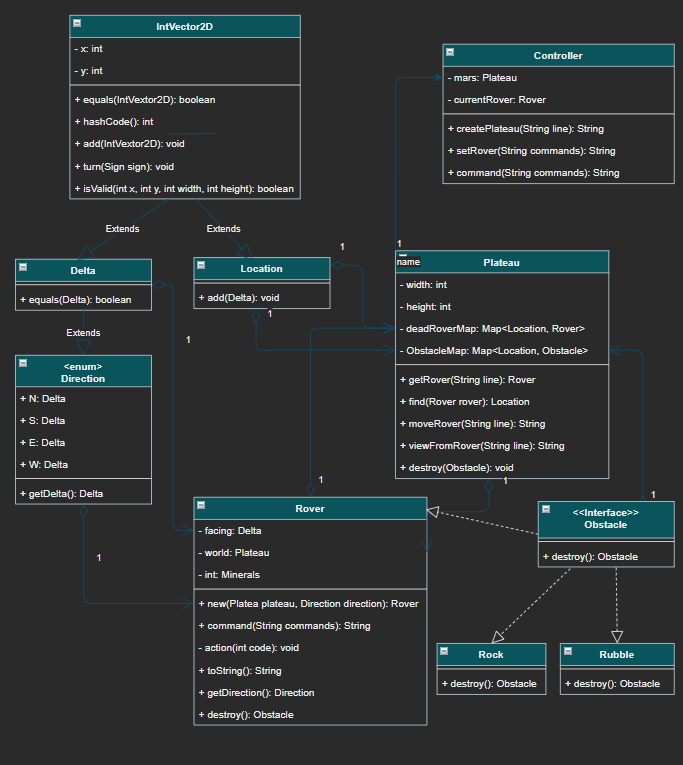 IntVector2D
- x: int
- y: int
+ equals(IntVextor2D): boolean
+ hashCode(): int
+ add(IntVector2D): void
+ turn(Sign sign): void
+ isValid(int x, int y, int width, int height): boolean
Controller
- mars: Plateau
- currentRover: Rover
+ createPlateau(String line): String
+ setRover(String commands): String
+ command(String commands): String
Extends
Extends
Delta
+ equals(Delta): boolean
Location
+ add(Delta): void
1
1
1
1
name
Plateau
- width: int
- height: int
- deadRoverMap: Map<Location, Rover>
- ObstacleMap: Map<Location, Obstacle>
+ getRover(String line): Rover
+ find(Rover rover): Location
+ moveRover(String line): String
+ viewFromRover(String line): String
+ destroy(Obstacle): void
Extends
<enum>
Direction
+ N: Delta
+ S: Delta
+ E: Delta
+ W: Delta
+ getDelta(): Delta
1
1
1
1
Rover
- facing: Delta
- world: Plateau
- int: Minerals
+ new(Platea plateau, Direction direction): Rover
+ command(String commands): String
- action(int code): void
+ toString(): String
+ getDirection(): Direction
+ destroy(): Obstacle
<<Interface>>
Obstacle
+ destroy(): Obstacle
Rock
+ destroy(): Obstacle
Rubble
+ destroy(): Obstacle